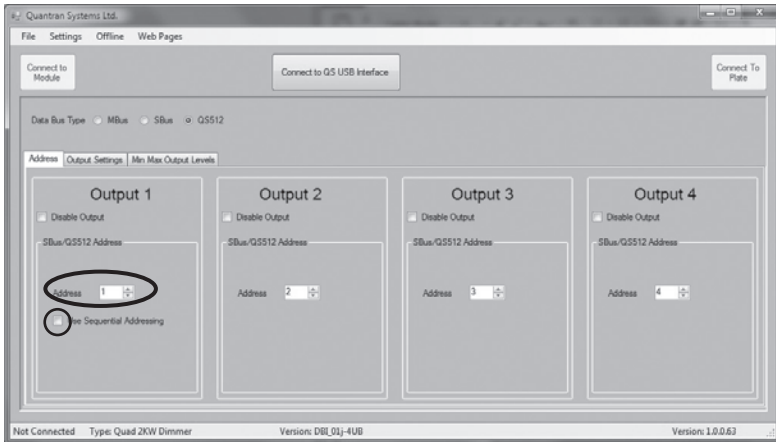 Quantran Systems Ltd.
File Settings Offline Web Pages
Connect to Module
Connect to QS USB Interface
Connect To Plate
Data Bus Type MBus SBus QS512
Address Output Settings Min Max Output Levels
Output 1 Output 2 Output 3 Output 4
Disable Output Disable Output Disable Output Disable Output
SBus/QS512 Address SBus/QS512 Address SBus/QS512 Address SBus/QS512 Address
Address 1 Address 2 Address 3 Address 4
Use Sequential Addressing
Not Connected Type: Quad 2KW Dimmer Version: DBI_01j-4UB Version: 1.0.0.63